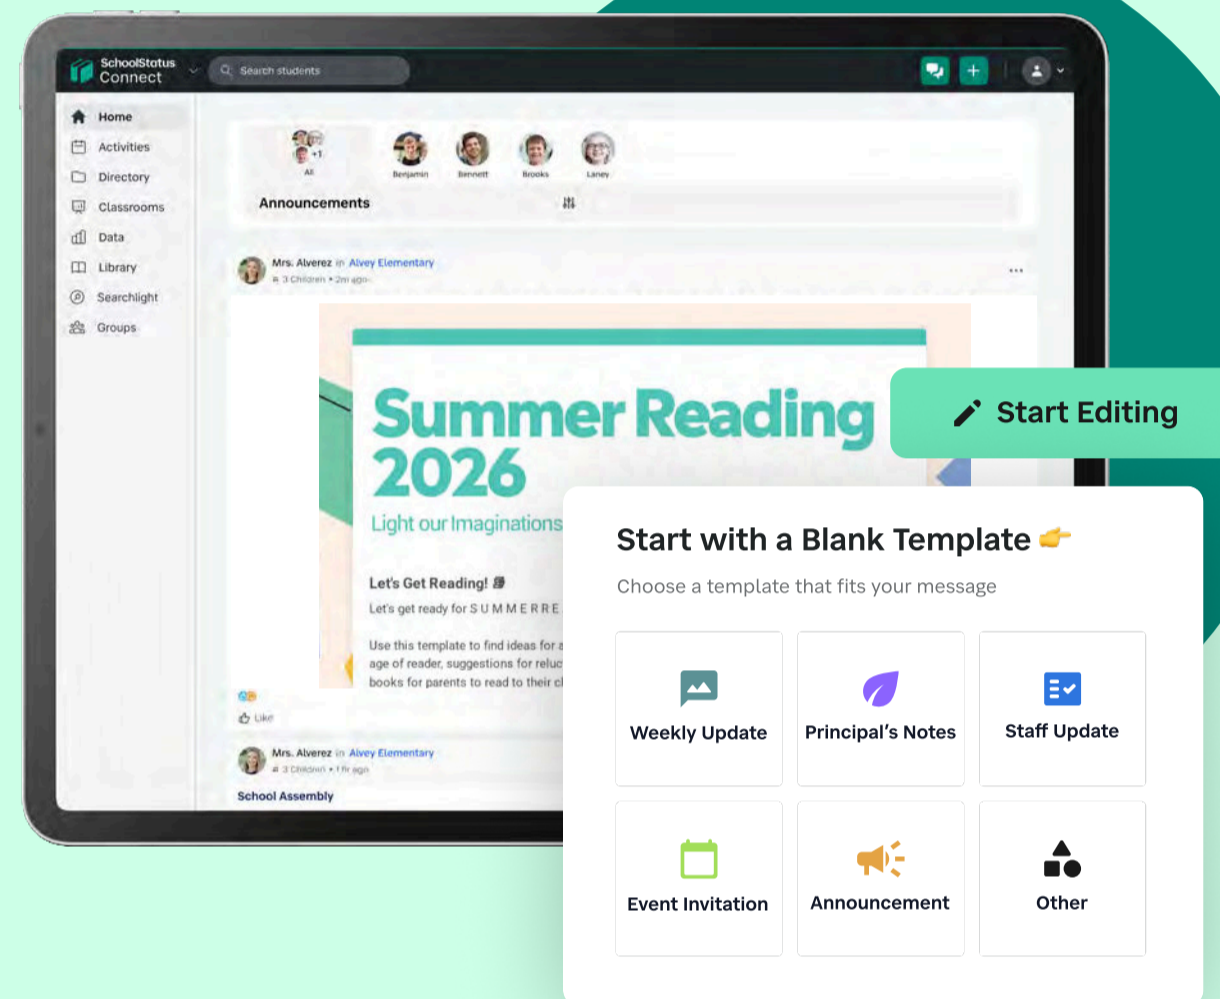 SchoolStatus
Connect
Search students
Home
Activities
Directory
Classrooms
Data
Library
Searchlight
Groups
+1
All
Benjamin
Bennett
Brooks
Laney
Announcements
Mrs. Alverez in Alvey Elementary
3 Children • 2m ago
Summer Reading
2026
Light our Imaginations
Let's Get Reading!
Let's get ready for S U M M E R R E
Use this template to find ideas for a
age of reader, suggestions for reluc
books for parents to read to their cl
Like
Mrs. Alverez in Alvey Elementary
3 Children • 1 hr ago
School Assembly
Start Editing
Start with a Blank Template 👉
Choose a template that fits your message
Weekly Update
Principal's Notes
Staff Update
Event Invitation
Announcement
Other